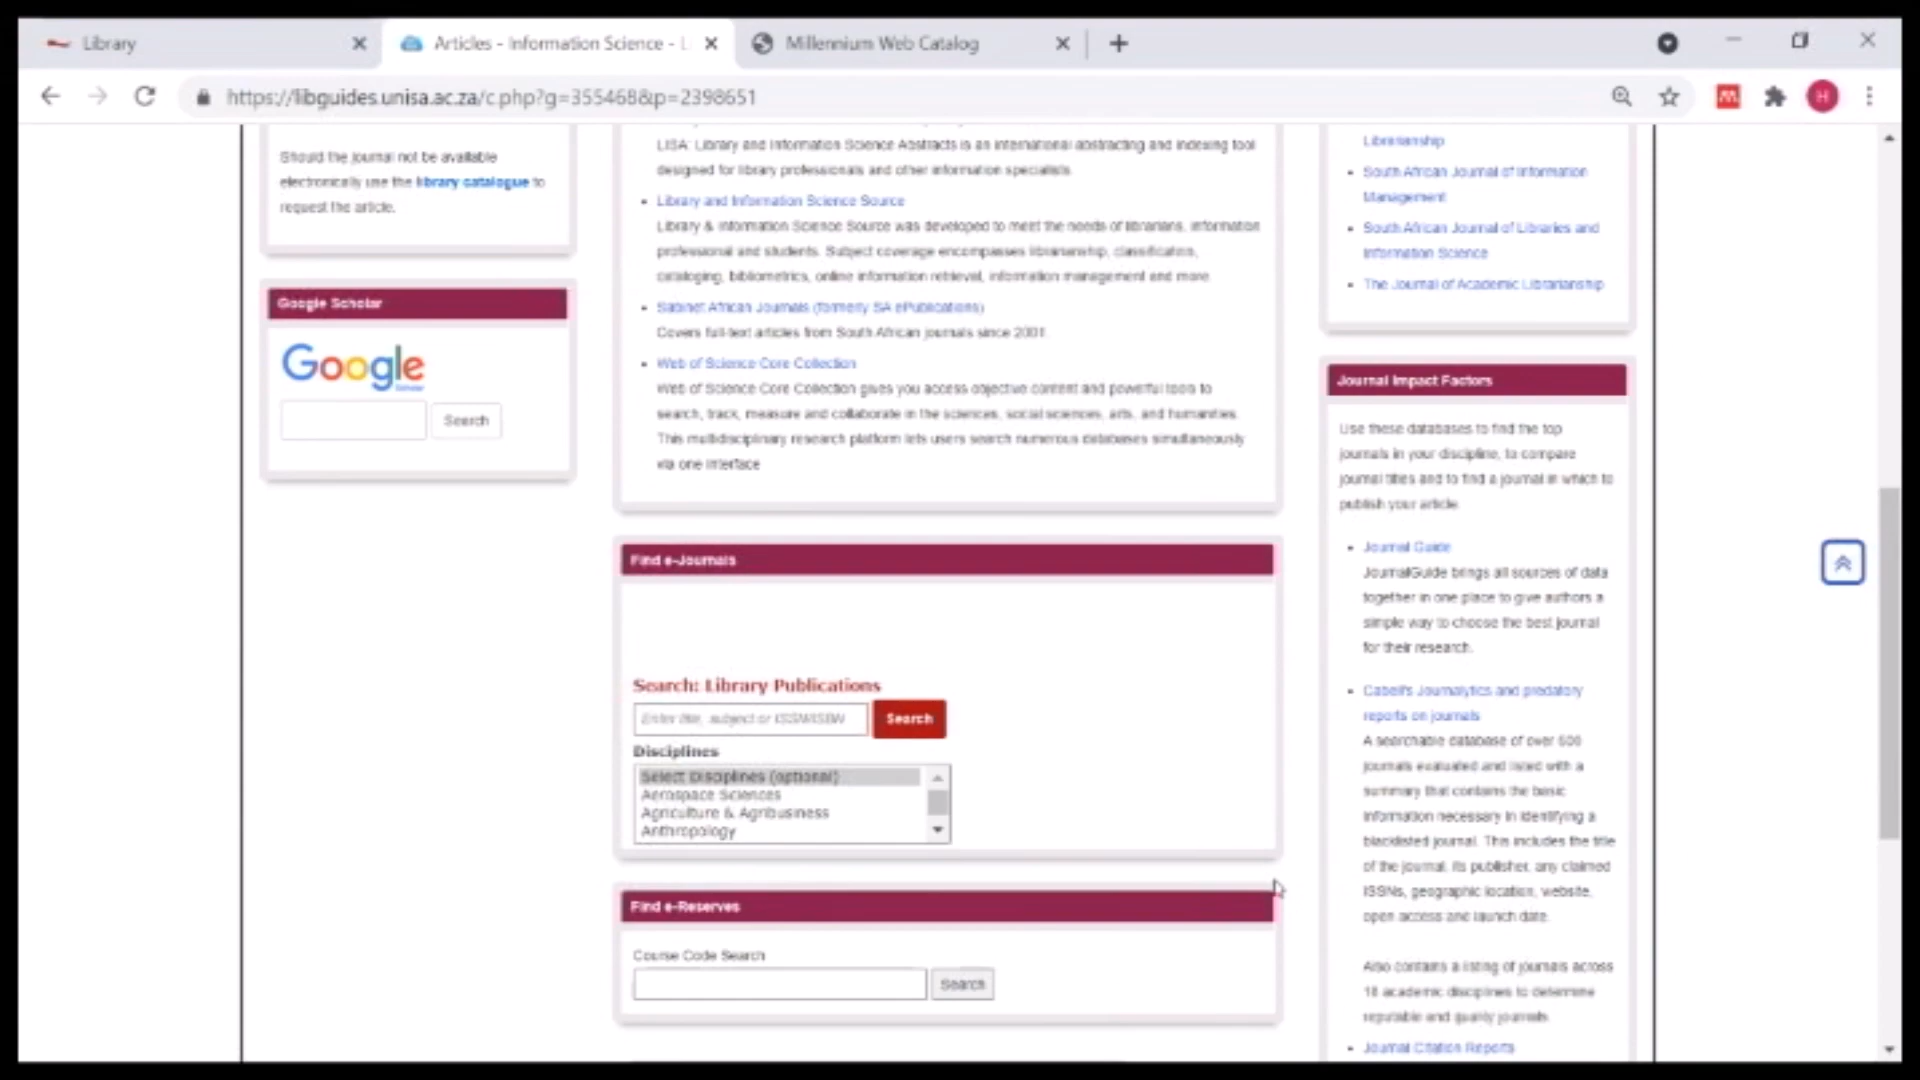 Library
Articles - Information Science - L
Millennium Web Catalog
https://libguides.unisa.ac.za/c.php?g=355468&p=2398651
H
Should the journal not be available
electronically use the library catalogue to
request the article.
Google Scholar
Google
Scholar
Search
LISA: Library and Information Science Abstracts is an international abstracting and indexing tool
designed for library professionals and other information specialists.
Library and Information Science Source
Library & Information Science Source was developed to meet the needs of librarians, information
professional and students. Subject coverage encompasses librarianship, classification,
cataloging, bibliometrics, online information retrieval, information management and more.
Sabinet African Journals (formerly SA ePublications)
Covers full-text articles from South African journals since 2001.
Web of Science Core Collection
Web of Science Core Collection gives you access objective content and powerful tools to
search, track, measure and collaborate in the sciences, social sciences, arts, and humanities.
This multidisciplinary research platform lets users search numerous databases simultaneously
via one interface
Find e-Journals
Search: Library Publications
Enter title, subject or ISSN/ISBN
Search
Disciplines
Select Disciplines (optional)
Aerospace Sciences
Agriculture & Agribusiness
Anthropology
Find e-Reserves
Course Code Search
Search
Librarianship
South African Journal of Information
Management
South African Journal of Libraries and
Information Science
The Journal of Academic Librarianship
Journal Impact Factors
Use these databases to find the top
journals in your discipline, to compare
journal titles and to find a journal in which to
publish your article.
Journal Guide
JournalGuide brings all sources of data
together in one place to give authors a
simple way to choose the best journal
for their research.
Cabell's Journalytics and predatory
reports on journals
A searchable database of over 600
journals evaluated and listed with a
summary that contains the basic
information necessary in identifying a
blacklisted journal. This includes the title
of the journal, its publisher, any claimed
ISSNs, geographic location, website,
open access and launch date.
Also contains a listing of journals across
18 academic disciplines to determine
reputable and quality journals.
Journal Citation Reports